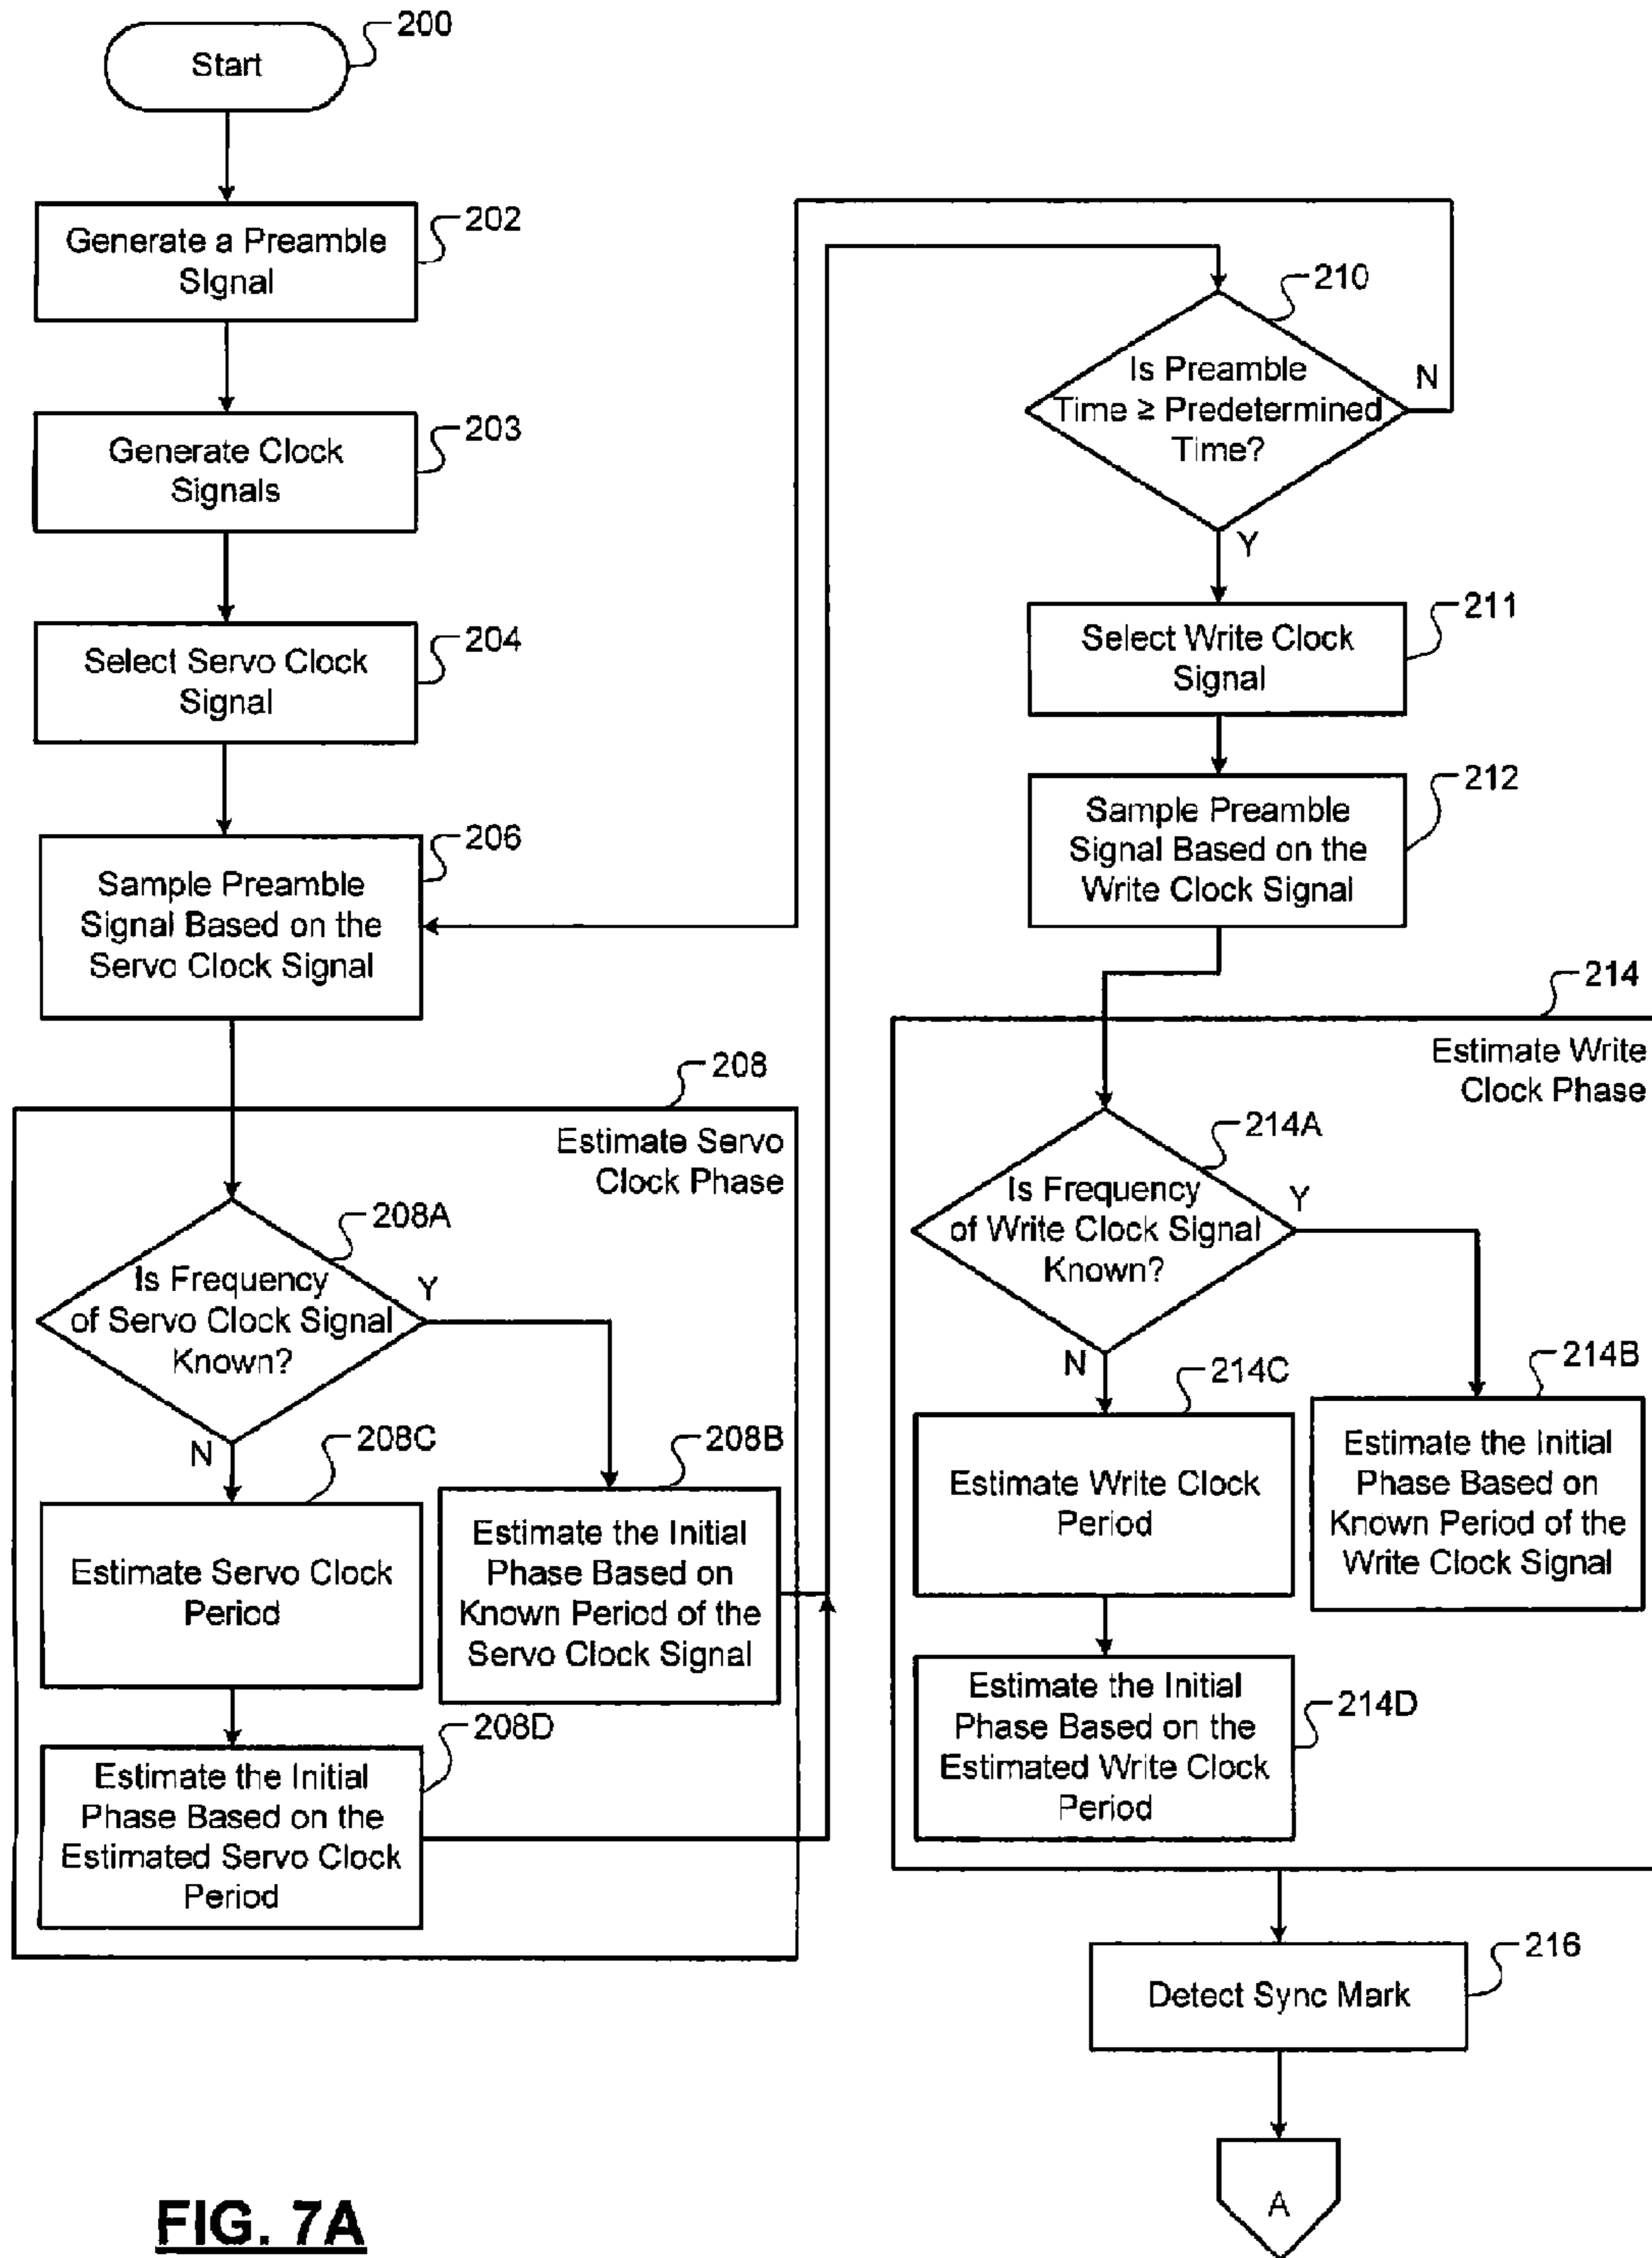 Start
200
Generate a Preamble
SIgnal
202
Generate Clock
Signals
203
Select Servo Clock
Signal
204
Sample Preamble
Signal Based on the
Servo Clock Signal
206
208
Estimate Servo
Clock Phase
208A
Is Frequency
of Servo Clock Signal
Known?
Y
N
208C
Estimate Servo Clock
Period
208B
Estimate the Initial
Phase Based on
Known Period of the
Servo Clock Signal
208D
Estimate the Initial
Phase Based on the
Estimated Servo Clock
Period
210
Is Preamble
Time ≥ Predetermined
Time?
N
Y
211
Select Write Clock
Signal
212
Sample Preamble
Signal Based on the
Write Clock Signal
214
Estimate Write
Clock Phase
214A
Is Frequency
of Write Clock Signal
Known?
Y
N
214C
Estimate Write Clock
Period
214B
Estimate the Initial
Phase Based on
Known Period of the
Write Clock Signal
Estimate the Initial
Phase Based on the
Estimated Write Clock
Period
214D
216
Detect Sync Mark
A
FIG. 7A